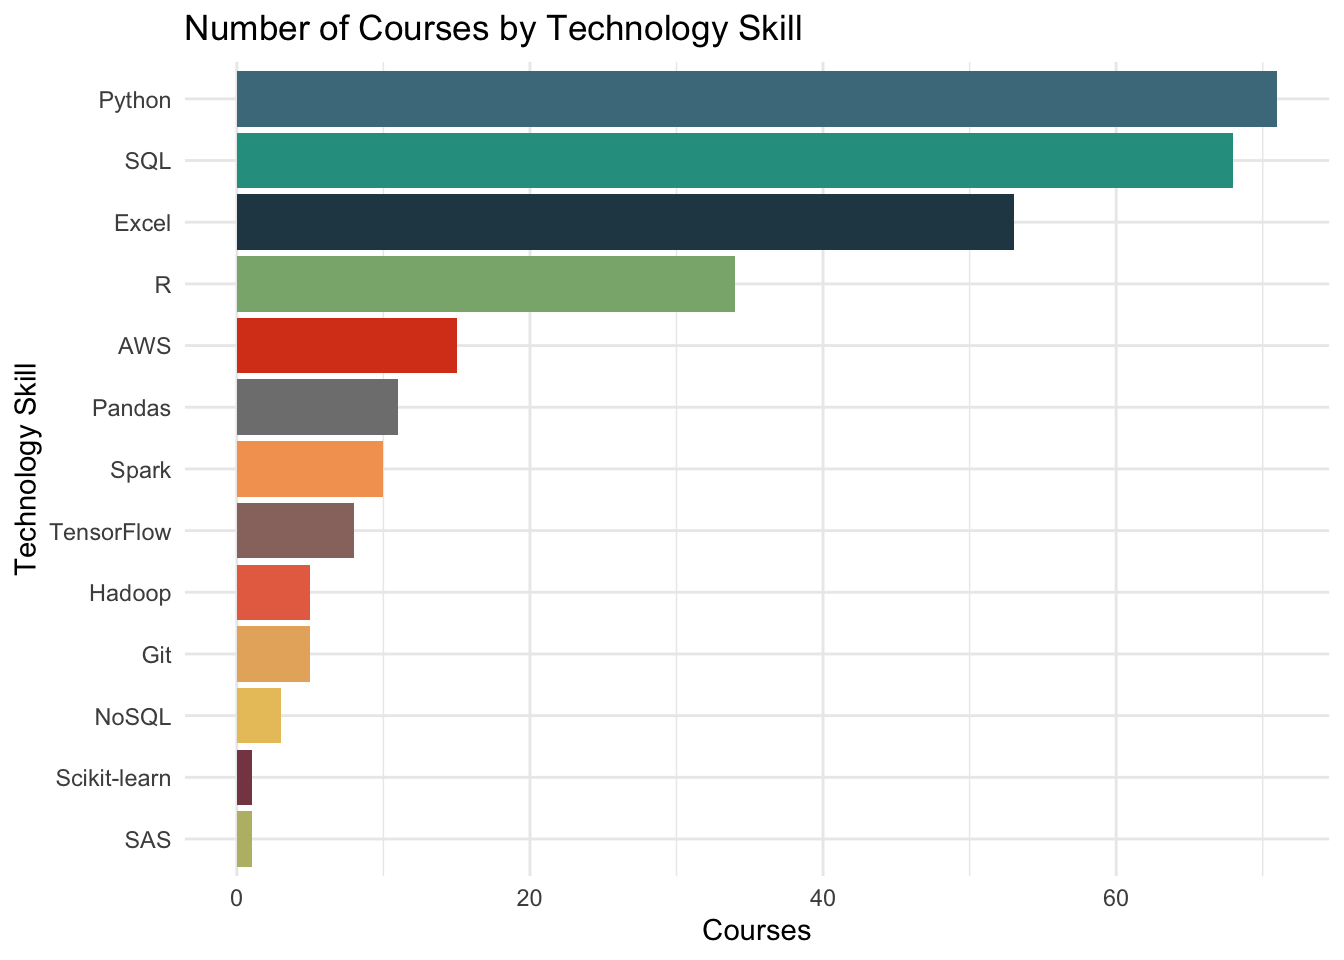 Number of Courses by Technology Skill
Python
SQL
Excel
R
AWS
Pandas
Spark
TensorFlow
Hadoop
Git
NoSQL
Scikit-learn
SAS
Technology Skill
0 20 40 60
Courses